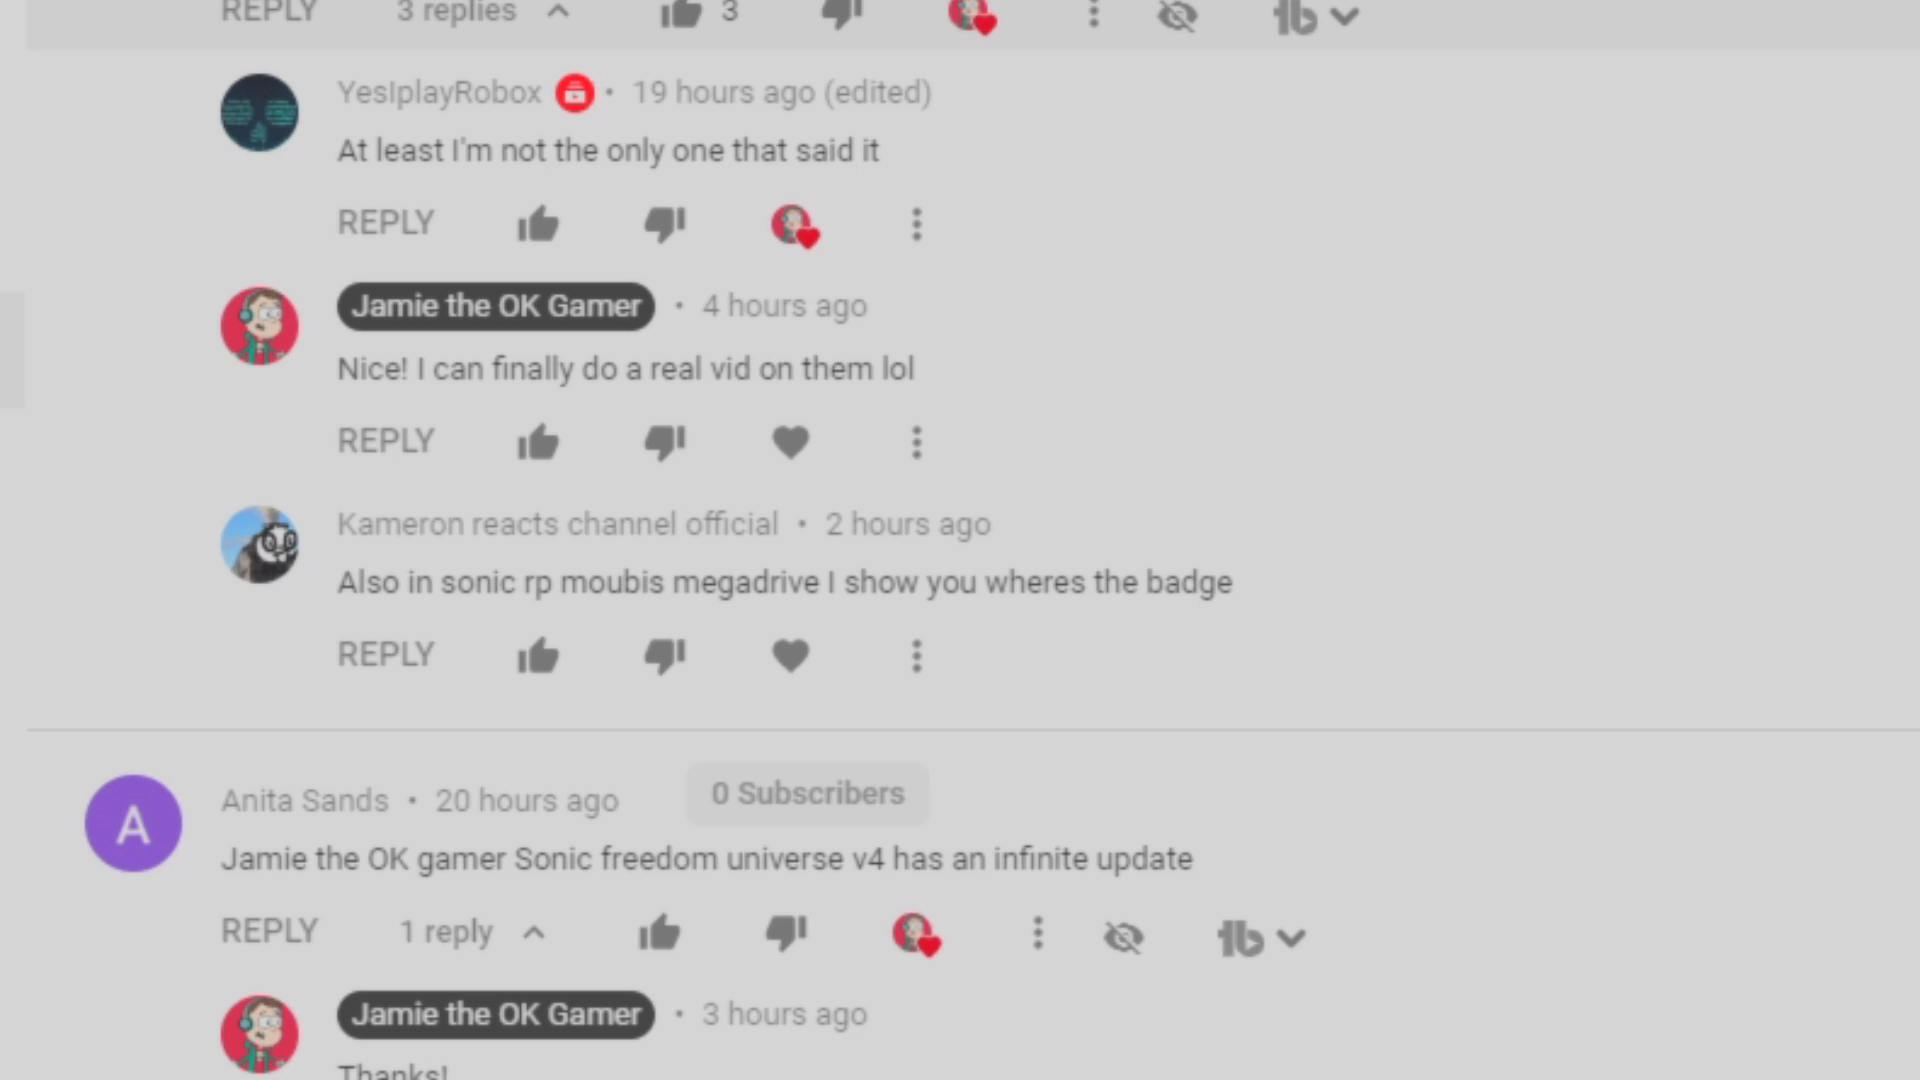 REPLY 3 replies 3
YesIplayRobox • 19 hours ago (edited)
At least I'm not the only one that said it
REPLY
Jamie the OK Gamer • 4 hours ago
Nice! I can finally do a real vid on them lol
REPLY
Kameron reacts channel official • 2 hours ago
Also in sonic rp moubis megadrive I show you wheres the badge
REPLY
Anita Sands • 20 hours ago 0 Subscribers
Jamie the OK gamer Sonic freedom universe v4 has an infinite update
REPLY 1 reply
Jamie the OK Gamer • 3 hours ago
Thanks!